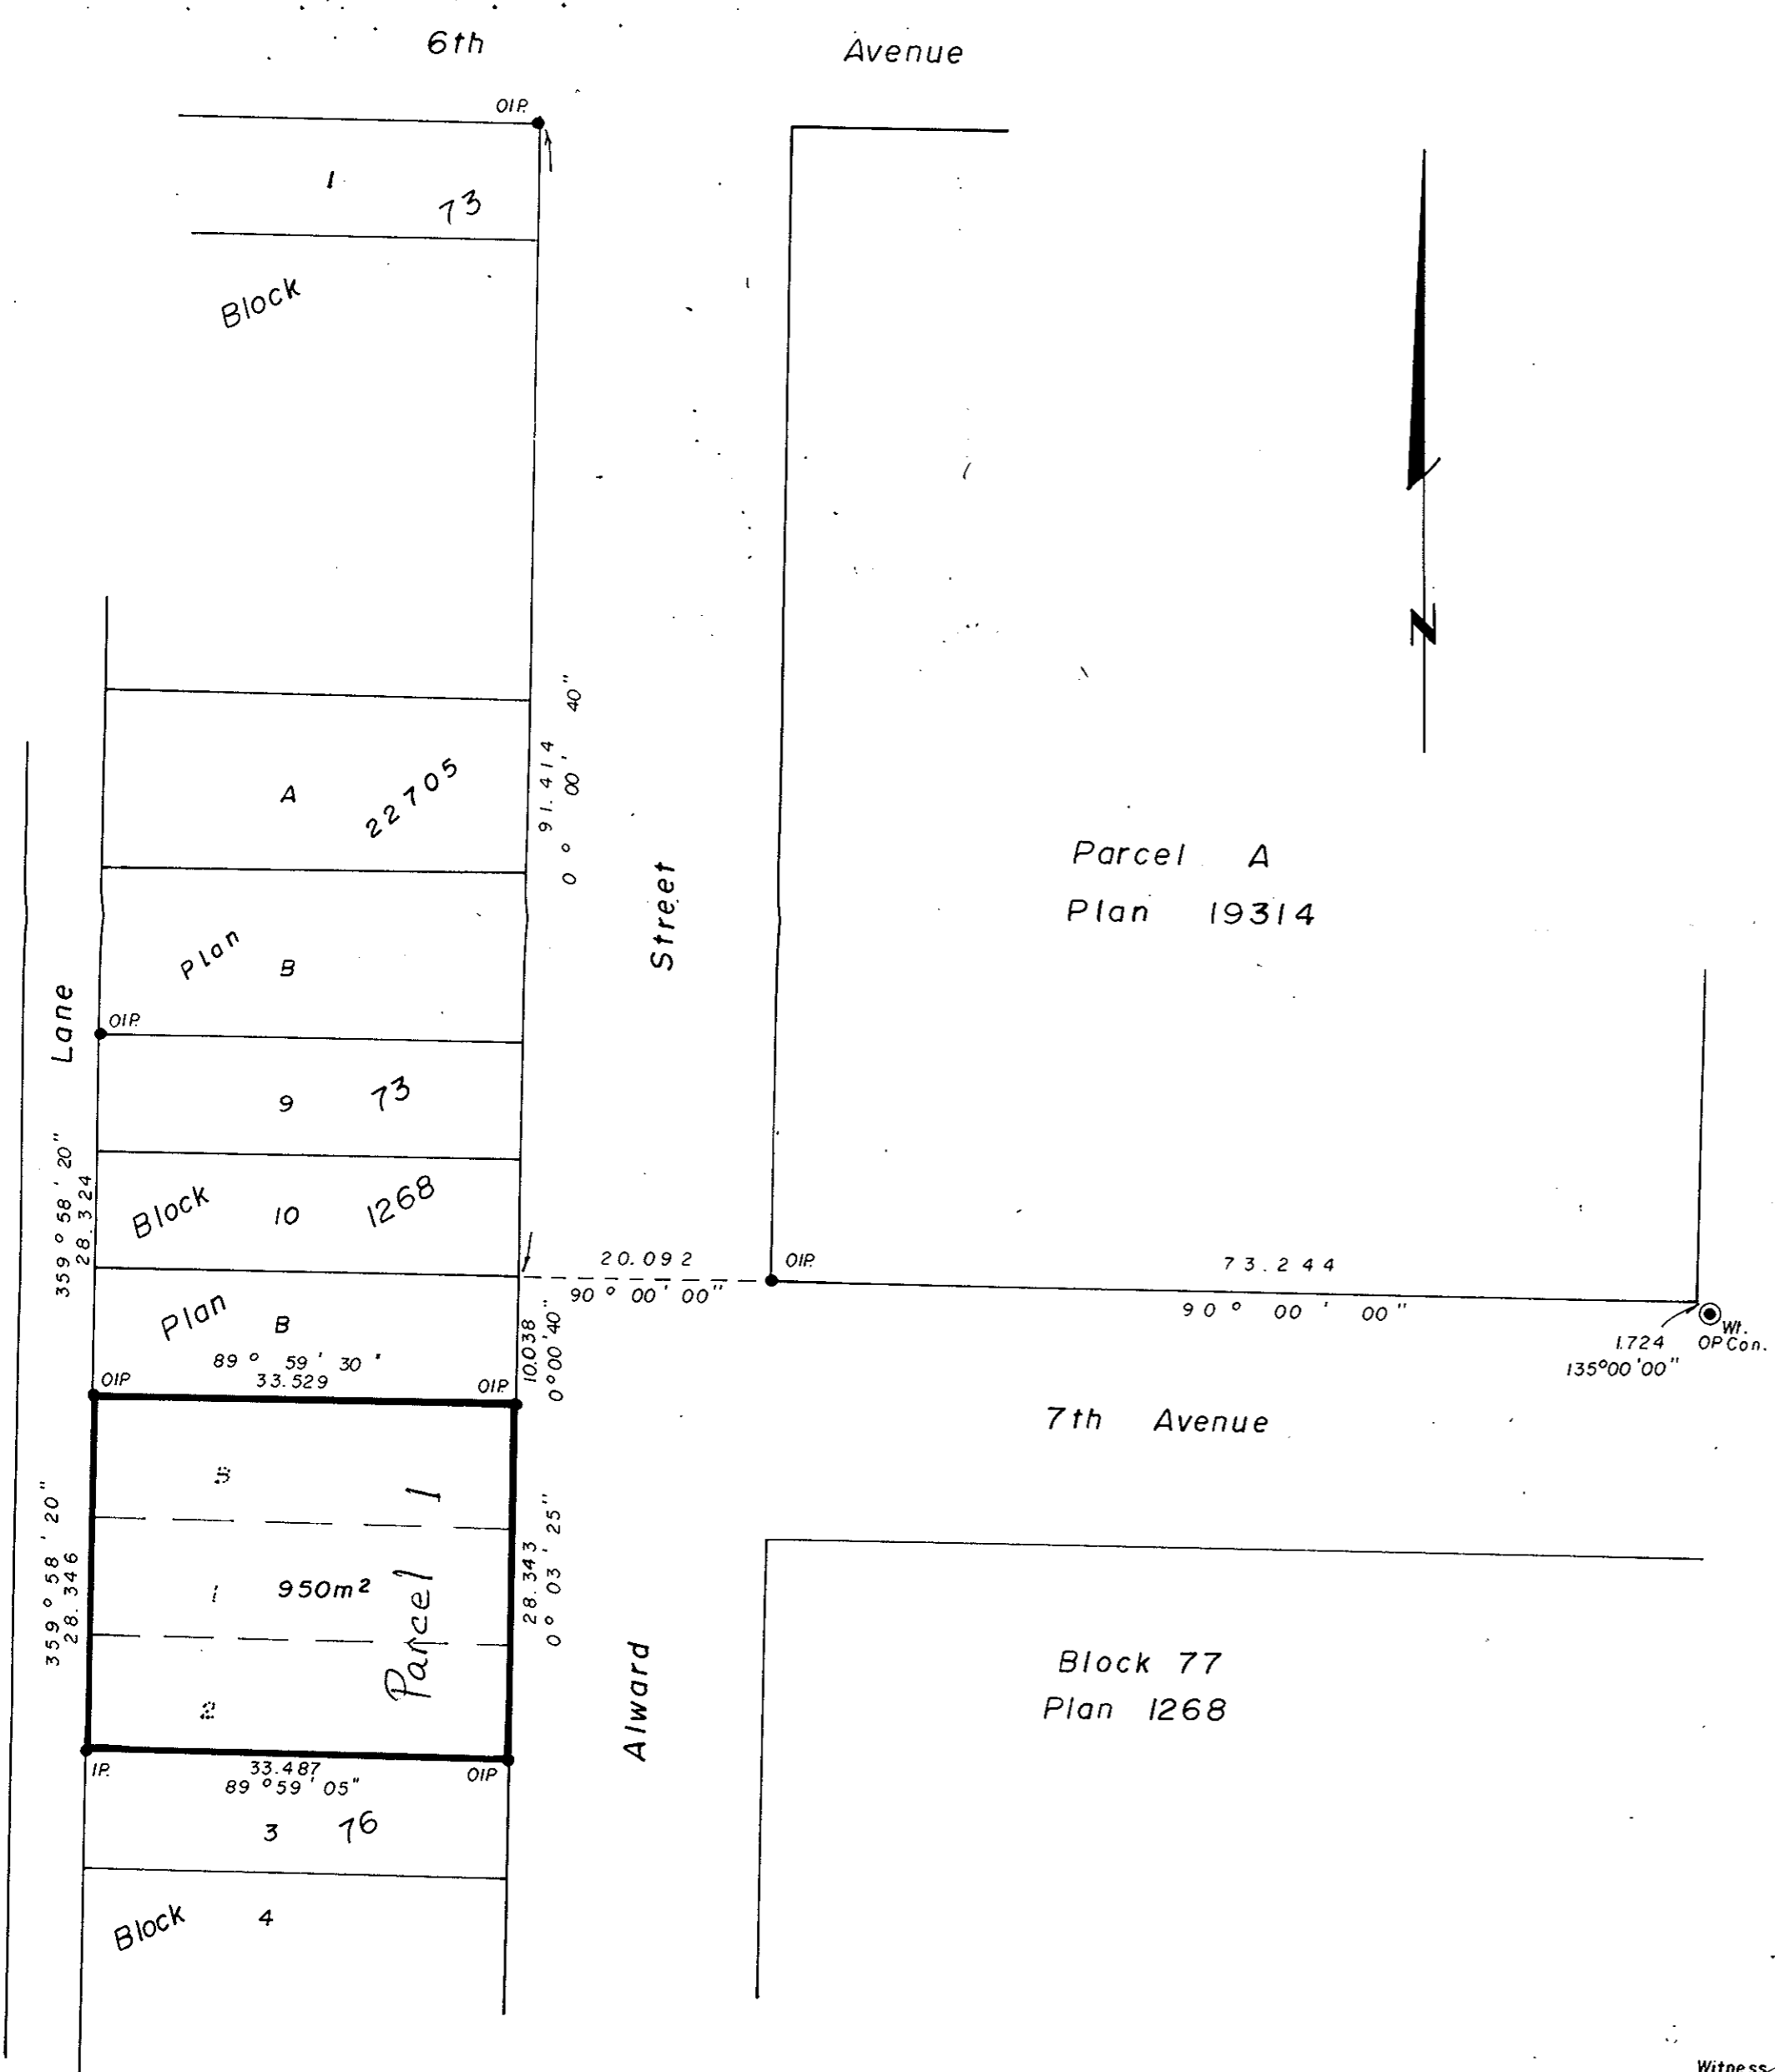 6th Avenue
OIP.
1
73
Block
A
22705
91.414
0° 00' 40"
Street
Parcel A
Plan 19314
N
Plan B
Lane
OIP.
9 73
359° 58' 20"
28.324
Block 10 1268
20.092
90° 00' 00"
OIP.
73.244
90° 00' 00"
Wt.
OP Con.
1.724
135°00'00"
Plan B
10.038
0°00'40"
89° 59' 30"
33.529
OIP
OIP.
7th Avenue
1
950m²
Parcel 1
2
359° 58' 20"
28.346
28.343
0° 03' 25"
Alward
Block 77
Plan 1268
IP.
33.487
89° 59' 05"
OIP
3 76
Block 4
Witness